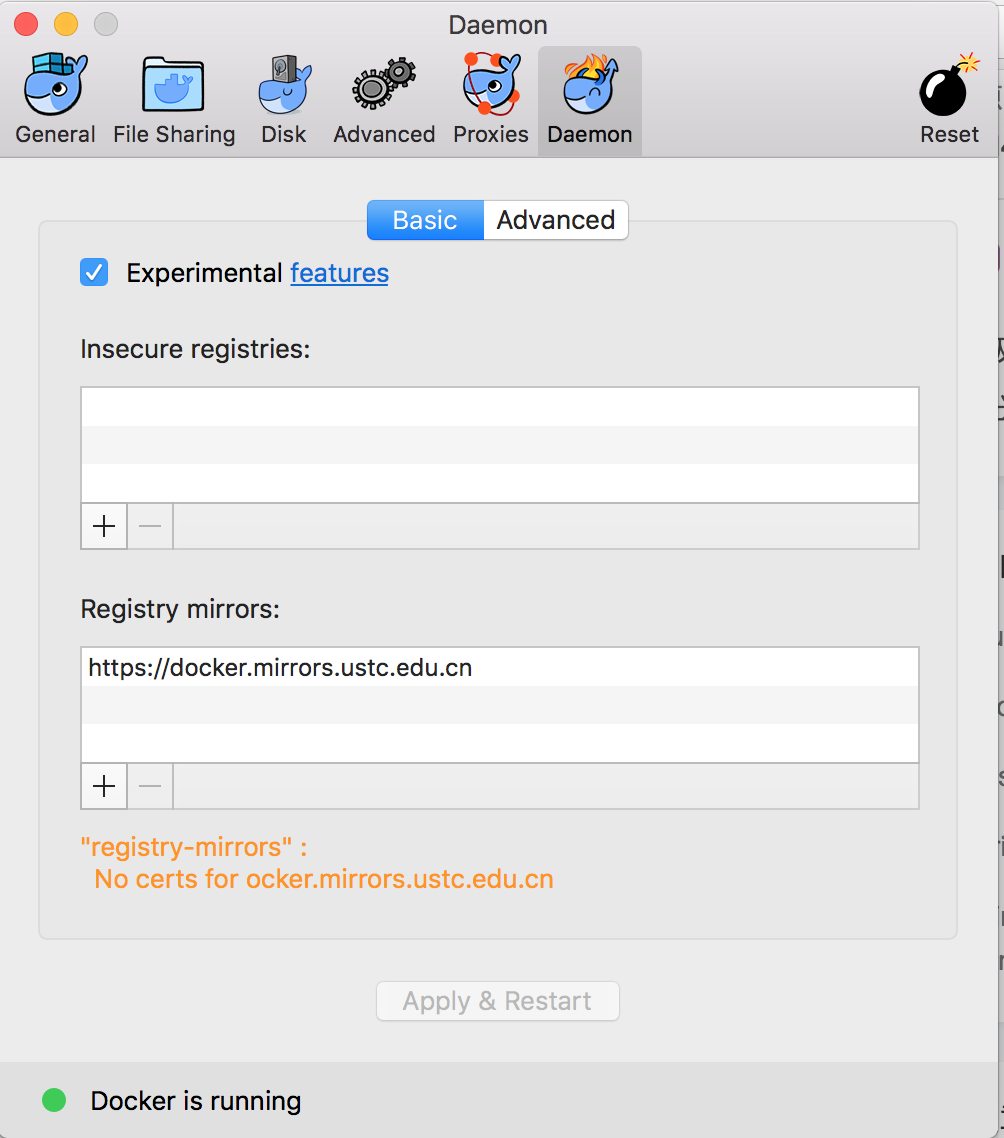 Daemon
General File Sharing Disk Advanced Proxies Daemon Reset
Basic Advanced
Experimental features
Insecure registries:
Registry mirrors:
https://docker.mirrors.ustc.edu.cn
"registry-mirrors" :
No certs for ocker.mirrors.ustc.edu.cn
Apply & Restart
Docker is running